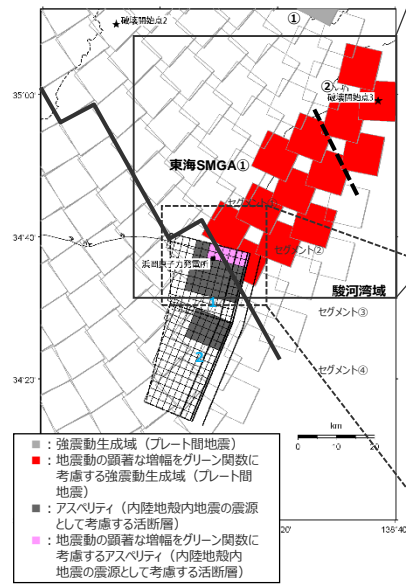 ①
破壊開始点2
35°00'
②
破壊開始点3
東海SMGA①
34°40'
セグメント①
セグメント②
浜岡原子力発電所
駿河湾域
1
セグメント③
2
34°20'
セグメント④
km
0 10 20
：強震動生成域（プレート間地震）
：地震動の顕著な増幅をグリーン関数に
考慮する強震動生成域（プレート間
地震）
：アスペリティ（内陸地殻内地震の震源
として考慮する活断層）
：地震動の顕著な増幅をグリーン関数に
考慮するアスペリティ（内陸地殻内
地震の震源として考慮する活断層）
138°40'